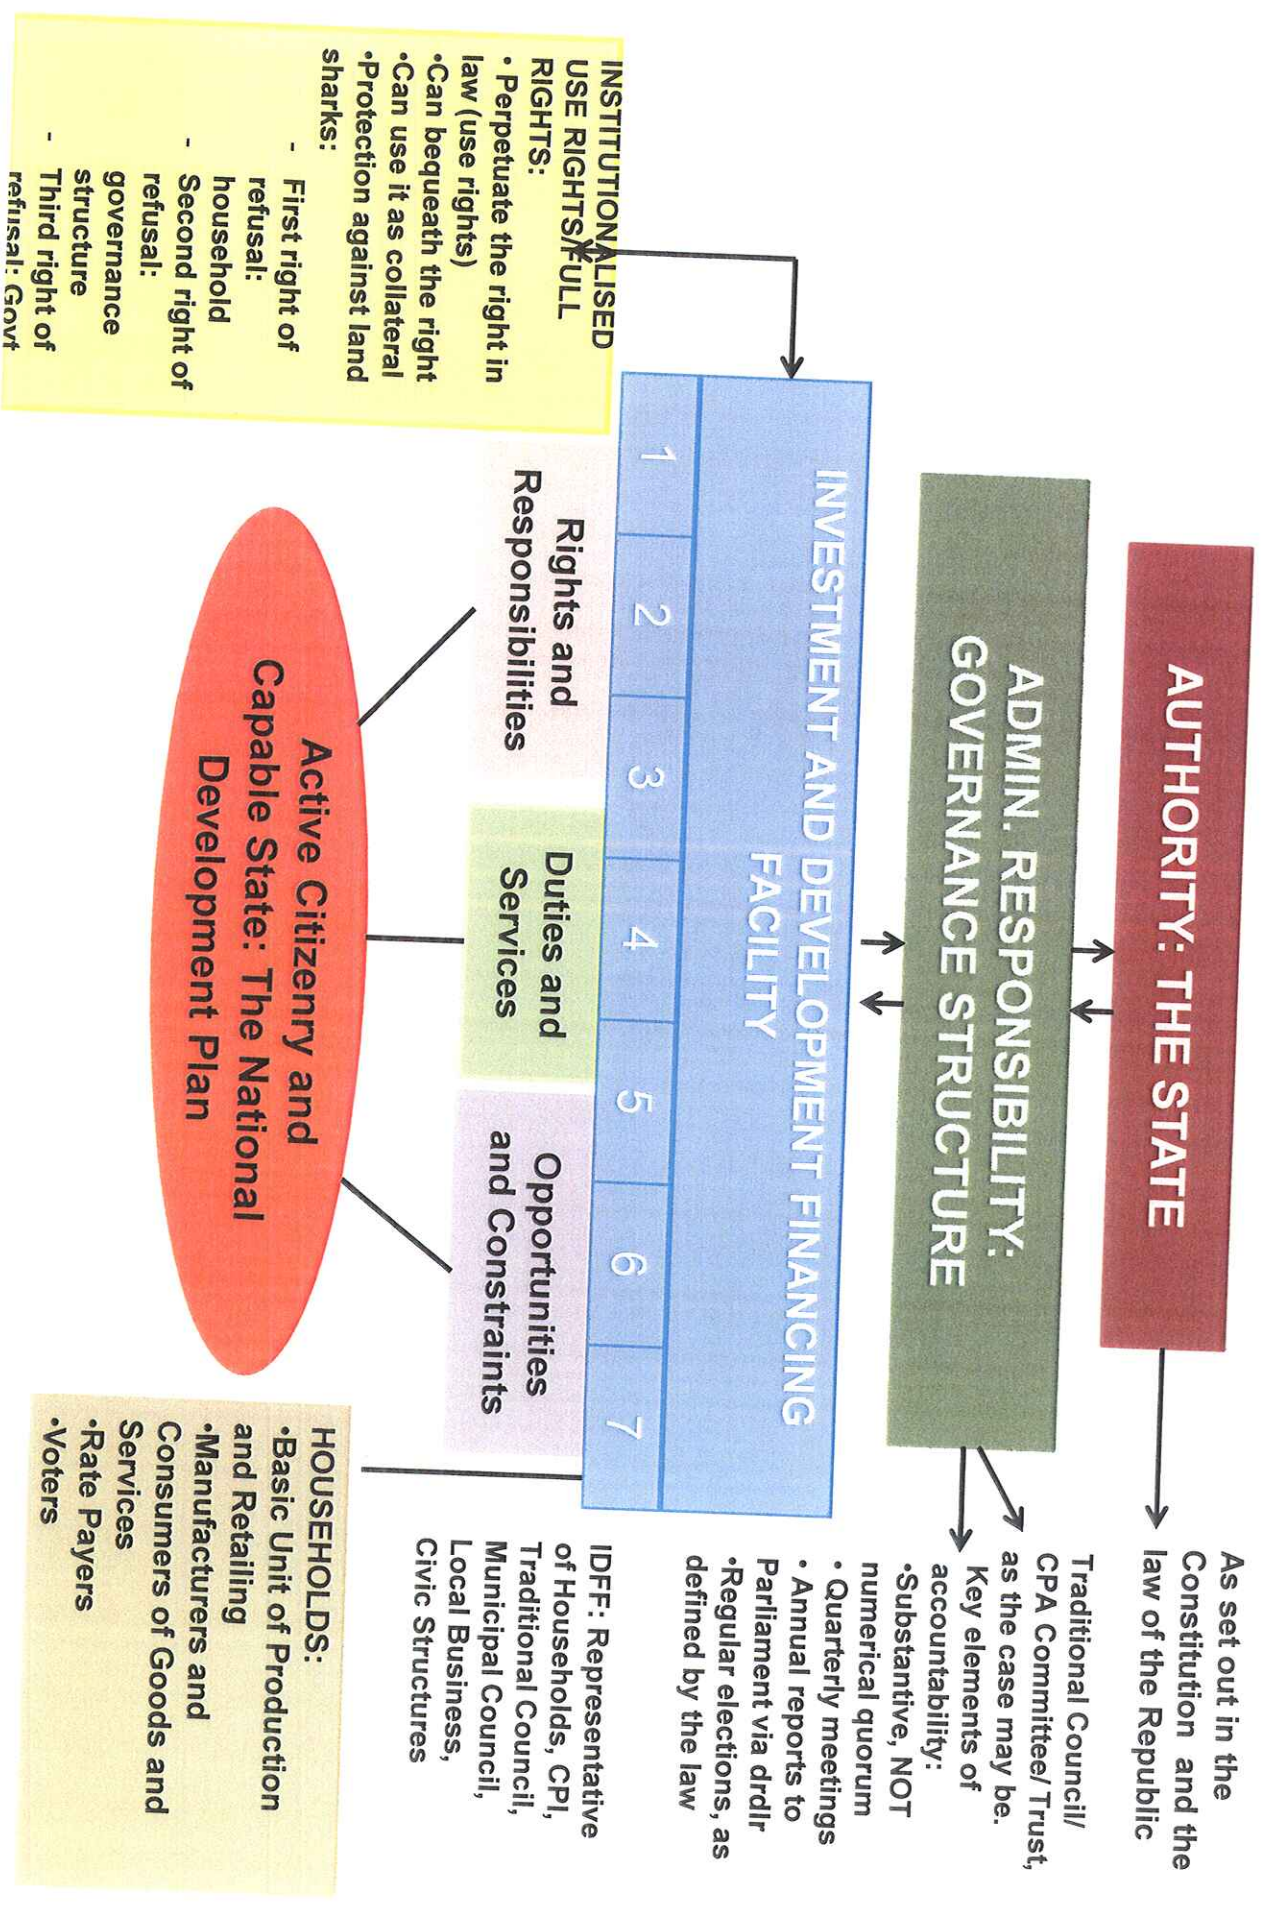 AUTHORITY: THE STATE
As set out in the
Constitution and the
law of the Republic
ADMIN. RESPONSIBILITY:
GOVERNANCE STRUCTURE
Traditional Council/
CPA Committee/ Trust,
as the case may be.
Key elements of
accountability:
•Substantive, NOT
numerical quorum
• Quarterly meetings
• Annual reports to
Parliament via drdlr
•Regular elections, as
defined by the law
INVESTMENT AND DEVELOPMENT FINANCING
FACILITY
1 2 3 4 5 6 7
IDFF: Representative
of Households, CPI,
Traditional Council,
Municipal Council,
Local Business,
Civic Structures
INSTITUTIONALISED
USE RIGHTS/FULL
RIGHTS:
• Perpetuate the right in
law (use rights)
•Can bequeath the right
•Can use it as collateral
•Protection against land
sharks:
- First right of
refusal:
household
- Second right of
refusal:
governance
structure
- Third right of
refusal: Govt
Rights and
Responsibilities
Duties and
Services
Opportunities
and Constraints
Active Citizenry and
Capable State: The National
Development Plan
HOUSEHOLDS:
•Basic Unit of Production
and Retailing
•Manufacturers and
Consumers of Goods and
Services
•Rate Payers
•Voters